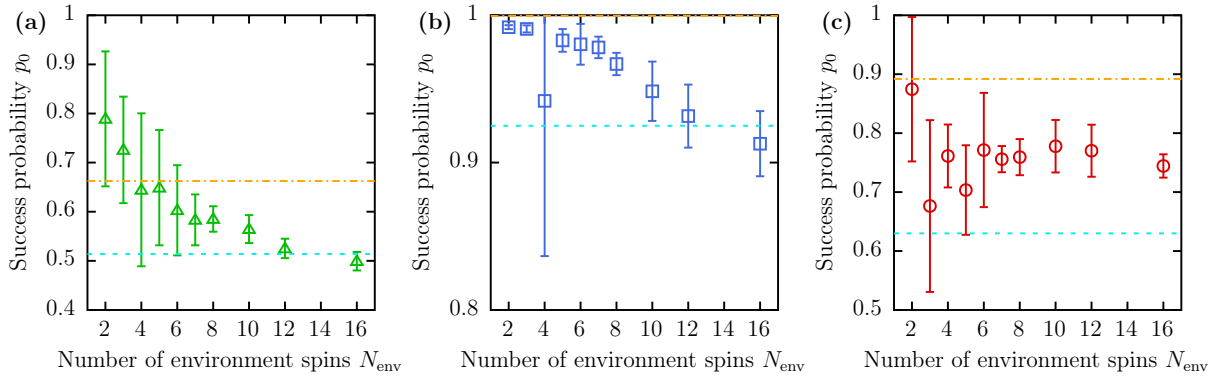 (a)
Success probability p₀
1
0.9
0.8
0.7
0.6
0.5
0.4
2 4 6 8 10 12 14 16
Number of environment spins N_env
(b)
Success probability p₀
1
0.9
0.8
2 4 6 8 10 12 14 16
Number of environment spins N_env
(c)
Success probability p₀
1
0.9
0.8
0.7
0.6
0.5
2 4 6 8 10 12 14 16
Number of environment spins N_env